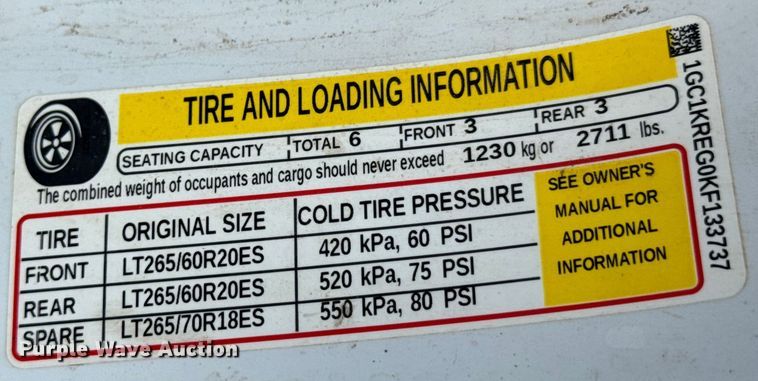 TIRE AND LOADING INFORMATION
SEATING CAPACITY TOTAL 6 FRONT 3 REAR 3
The combined weight of occupants and cargo should never exceed 1230 kg or 2711 lbs.
TIRE ORIGINAL SIZE COLD TIRE PRESSURE
FRONT LT265/60R20ES 420 kPa, 60 PSI
REAR LT265/60R20ES 520 kPa, 75 PSI
SPARE LT265/70R18ES 550 kPa, 80 PSI
SEE OWNER'S
MANUAL FOR
ADDITIONAL
INFORMATION
1GC1KREG0KF133737
Purple Wave Auction